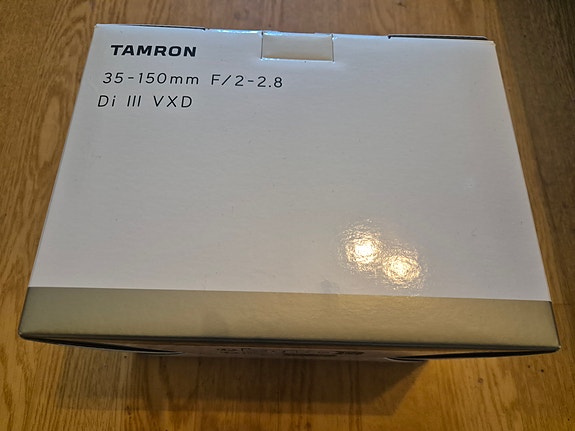 TAMRON
35-150mm F/2-2.8
Di III VXD